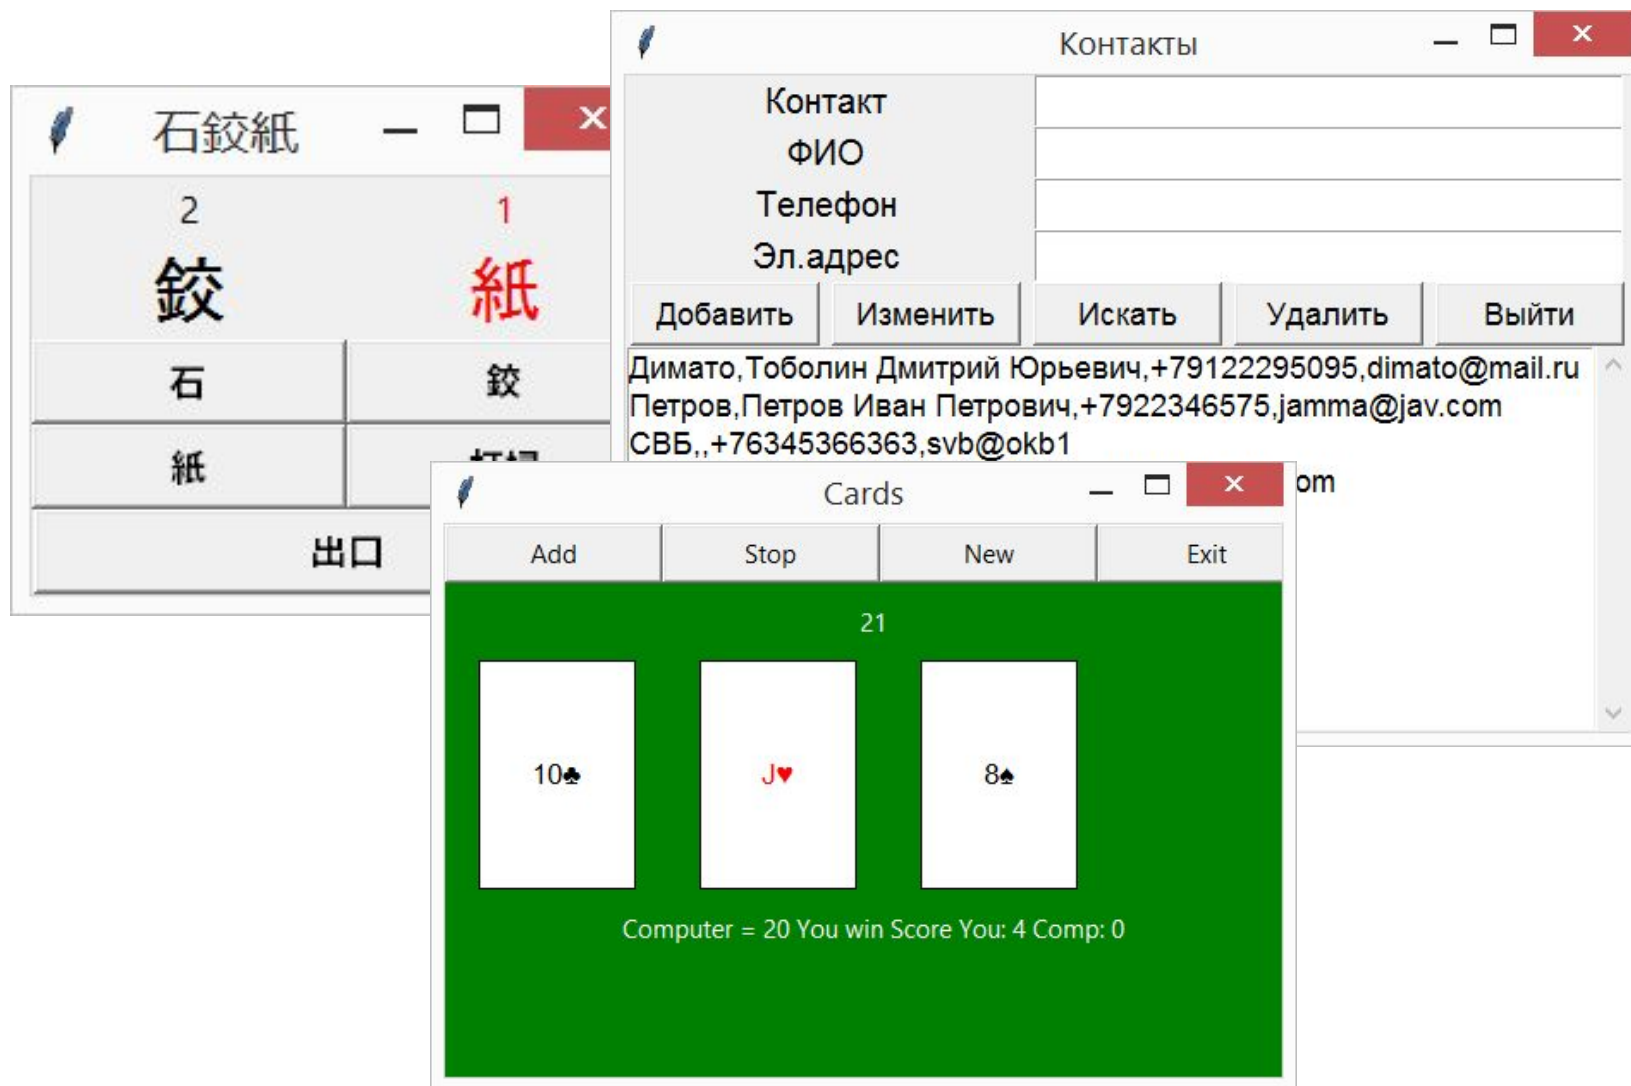 石鉸紙
2 1
鉸 紙
石 鉸
紙
出口
Контакты
Контакт
ФИО
Телефон
Эл.адрес
Добавить Изменить Искать Удалить Выйти
Димато,Тоболин Дмитрий Юрьевич,+79122295095,dimato@mail.ru
Петров,Петров Иван Петрович,+7922346575,jamma@jav.com
СВБ,,+76345366363,svb@okb1
om
Cards
Add Stop New Exit
21
10♣ J♥ 8♠
Computer = 20 You win Score You: 4 Comp: 0